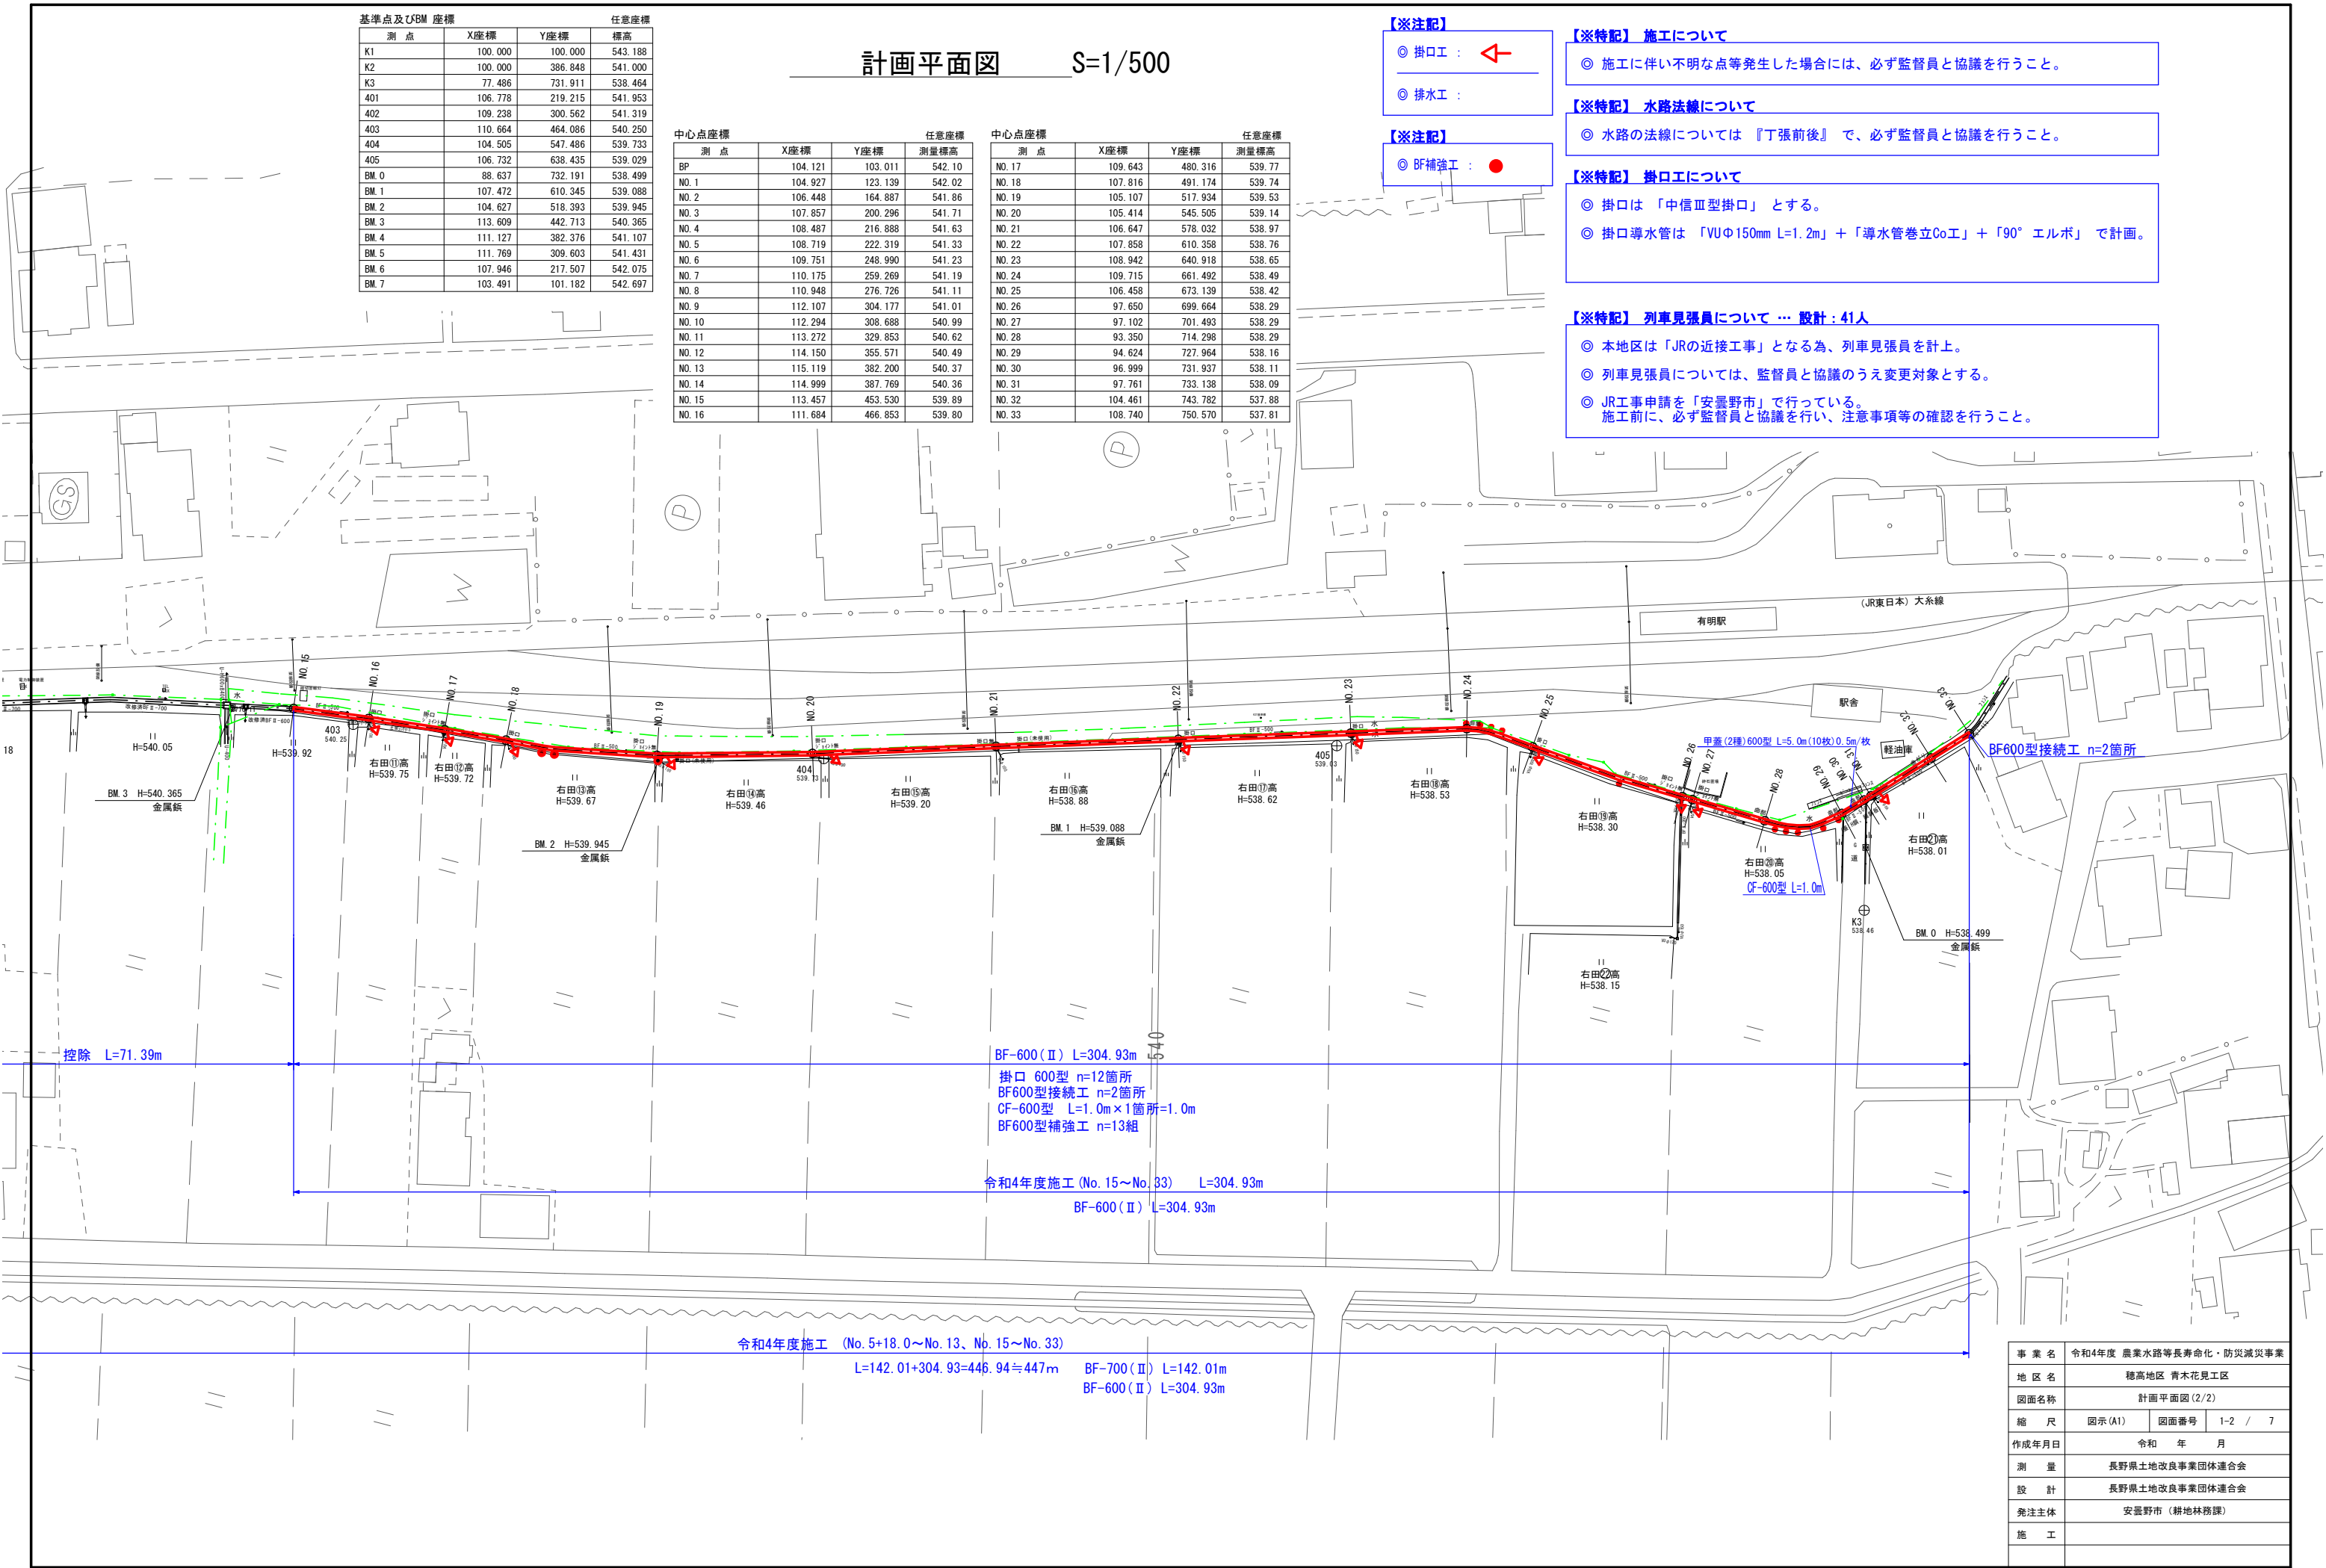 計画平面図 S=1/500
基準点及びBM 座標 任意座標
測 点 X座標 Y座標 標高
K1 100.000 100.000 543.188
K2 100.000 386.848 541.000
K3 77.486 731.911 538.464
401 106.778 219.215 541.953
402 109.238 300.562 541.319
403 110.664 464.086 540.250
404 104.505 547.486 539.733
405 106.732 638.435 539.029
BM.0 88.637 732.191 538.499
BM.1 107.472 610.345 539.088
BM.2 104.627 518.393 539.945
BM.3 113.609 442.713 540.365
BM.4 111.127 382.376 541.107
BM.5 111.769 309.603 541.431
BM.6 107.946 217.507 542.075
BM.7 103.491 101.182 542.697
中心点座標 任意座標
測 点 X座標 Y座標 測量標高
BP 104.121 103.011 542.10
NO.1 104.927 123.139 542.02
NO.2 106.448 164.887 541.86
NO.3 107.857 200.296 541.71
NO.4 108.487 216.888 541.63
NO.5 108.719 222.319 541.33
NO.6 109.751 248.990 541.23
NO.7 110.175 259.269 541.19
NO.8 110.948 276.726 541.11
NO.9 112.107 304.177 541.01
NO.10 112.294 308.688 540.99
NO.11 113.272 329.853 540.62
NO.12 114.150 355.571 540.49
NO.13 115.119 382.200 540.37
NO.14 114.999 387.769 540.36
NO.15 113.457 453.530 539.89
NO.16 111.684 466.853 539.80
中心点座標 任意座標
測 点 X座標 Y座標 測量標高
NO.17 109.643 480.316 539.77
NO.18 107.816 491.174 539.74
NO.19 105.107 517.934 539.53
NO.20 105.414 545.505 539.14
NO.21 106.647 578.032 538.97
NO.22 107.858 610.358 538.76
NO.23 108.942 640.918 538.65
NO.24 109.715 661.492 538.49
NO.25 106.458 673.139 538.42
NO.26 97.650 699.664 538.29
NO.27 97.102 701.493 538.29
NO.28 93.350 714.298 538.29
NO.29 94.624 727.964 538.16
NO.30 96.999 731.937 538.11
NO.31 97.761 733.138 538.09
NO.32 104.461 743.782 537.88
NO.33 108.740 750.570 537.81
【※注記】
◎ 掛口工 :
◎ 排水工 :
【※注記】
◎ BF補強工 :
【※特記】 施工について
◎ 施工に伴い不明な点等発生した場合には、必ず監督員と協議を行うこと。
【※特記】 水路法線について
◎ 水路の法線については 『丁張前後』 で、必ず監督員と協議を行うこと。
【※特記】 掛口工について
◎ 掛口は 「中信Ⅲ型掛口」 とする。
◎ 掛口導水管は 「VUΦ150mm L=1.2m」＋「導水管巻立Co工」＋「90° エルボ」 で計画。
【※特記】 列車見張員について … 設計：41人
◎ 本地区は「JRの近接工事」となる為、列車見張員を計上。
◎ 列車見張員については、監督員と協議のうえ変更対象とする。
◎ JR工事申請を「安曇野市」で行っている。
施工前に、必ず監督員と協議を行い、注意事項等の確認を行うこと。
GS
P
P
(JR東日本) 大糸線
有明駅
駅舎
軽油庫
NO.15
NO.16
NO.17
NO.18
NO.19
NO.20
NO.21
NO.22
NO.23
NO.24
NO.25
NO.26
NO.27
NO.28
NO.29
NO.30
NO.31
NO.32
NO.33
甲蓋(2種)600型 L=5.0m(10枚)0.5m/枚
BF600型接続工 n=2箇所
CF-600型 L=1.0m
18
H=540.05
H=539.92
403
540.25
右田⑪高
H=539.75
右田⑫高
H=539.72
右田⑬高
H=539.67
右田⑭高
H=539.46
404
539.73
右田⑮高
H=539.20
右田⑯高
H=538.88
右田⑰高
H=538.62
405
539.03
右田⑱高
H=538.53
右田⑲高
H=538.30
右田⑳高
H=538.05
右田㉑高
H=538.01
右田㉒高
H=538.15
K3
538.46
BM.3 H=540.365
金属鋲
BM.2 H=539.945
金属鋲
BM.1 H=539.088
金属鋲
BM.0 H=538.499
金属鋲
540
控除 L=71.39m
BF-600(Ⅱ) L=304.93m
掛口 600型 n=12箇所
BF600型接続工 n=2箇所
CF-600型 L=1.0m×1箇所=1.0m
BF600型補強工 n=13組
令和4年度施工(No.15～No.33) L=304.93m
BF-600(Ⅱ) L=304.93m
令和4年度施工 (No.5+18.0～No.13、No.15～No.33)
L=142.01+304.93=446.94≒447m BF-700(Ⅱ) L=142.01m
BF-600(Ⅱ) L=304.93m
事 業 名 令和4年度 農業水路等長寿命化・防災減災事業
地 区 名 穂高地区 青木花見工区
図面名称 計画平面図(2/2)
縮 尺 図示(A1) 図面番号 1-2 / 7
作成年月日 令和 年 月
測 量 長野県土地改良事業団体連合会
設 計 長野県土地改良事業団体連合会
発注主体 安曇野市 (耕地林務課)
施 工